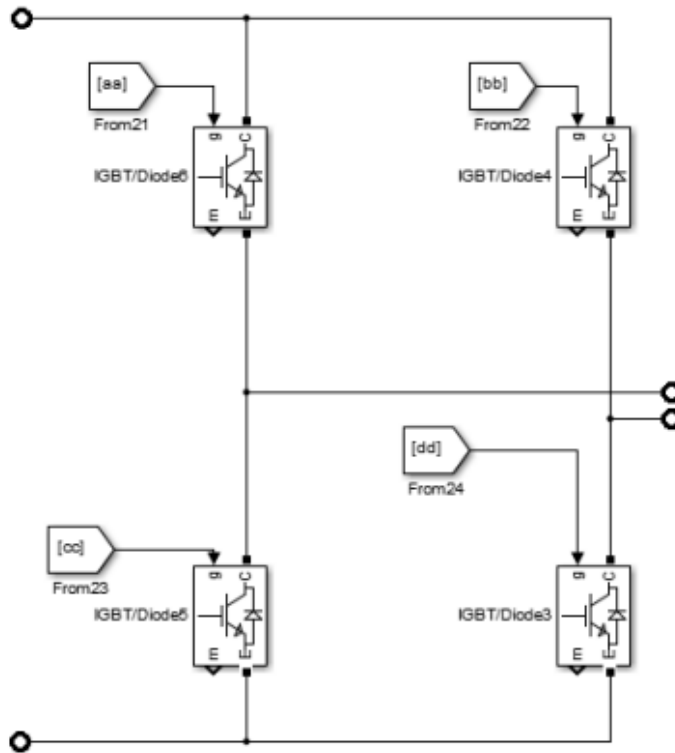 [aa]
From21
g
C
IGBT/Diode6
m
E
[bb]
From22
g
C
IGBT/Diode4
m
E
[dd]
From24
[cc]
From23
g
C
IGBT/Diode5
m
E
g
C
IGBT/Diode3
m
E